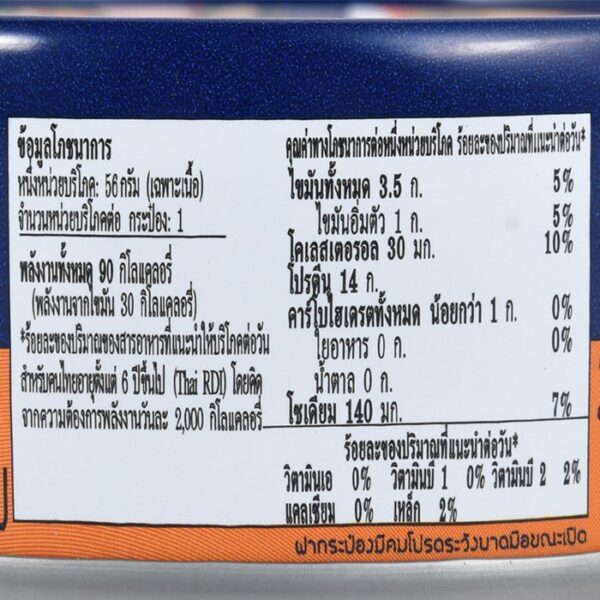 ข้อมูลโภชนาการ
หนึ่งหน่วยบริโภค: 56 กรัม (เฉพาะเนื้อ)
จำนวนหน่วยบริโภคต่อ กระป๋อง: 1
พลังงานทั้งหมด 90 กิโลแคลอรี่
(พลังงานจากไขมัน 30 กิโลแคลอรี่)
*ร้อยละของปริมาณของสารอาหารที่แนะนำให้บริโภคต่อวัน
สำหรับคนไทยอายุตั้งแต่ 6 ปีขึ้นไป (Thai RDI) โดยคิด
จากความต้องการพลังงานวันละ 2,000 กิโลแคลอรี่
คุณค่าทางโภชนาการต่อหนึ่งหน่วยบริโภค ร้อยละของปริมาณที่แนะนำต่อวัน*
ไขมันทั้งหมด 3.5 ก. 5%
ไขมันอิ่มตัว 1 ก. 5%
โคเลสเตอรอล 30 มก. 10%
โปรตีน 14 ก.
คาร์โบไฮเดรตทั้งหมด น้อยกว่า 1 ก. 0%
ใยอาหาร 0 ก. 0%
น้ำตาล 0 ก.
โซเดียม 140 มก. 7%
ร้อยละของปริมาณที่แนะนำต่อวัน*
วิตามินเอ 0% วิตามินบี 1 0% วิตามินบี 2 2%
แคลเซียม 0% เหล็ก 2%
ฝากระป๋องมีคมโปรดระวังบาดมือขณะเปิด